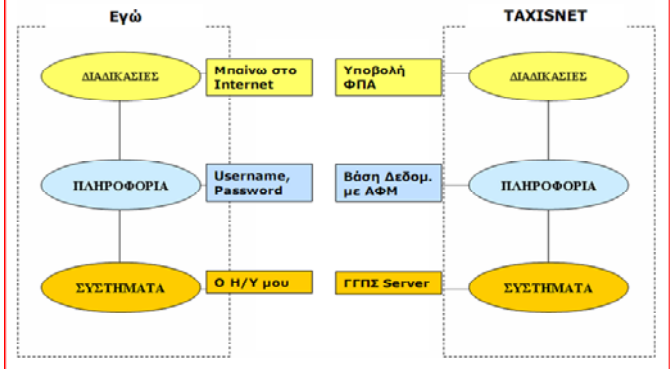 Εγώ
TAXISNET
ΔΙΑΔΙΚΑΣΙΕΣ
Μπαίνω στο
Internet
Υποβολή
ΦΠΑ
ΔΙΑΔΙΚΑΣΙΕΣ
ΠΛΗΡΟΦΟΡΙΑ
Username,
Password
Βάση Δεδομ.
με ΑΦΜ
ΠΛΗΡΟΦΟΡΙΑ
ΣΥΣΤΗΜΑΤΑ
Ο Η/Υ μου
ΓΓΠΣ Server
ΣΥΣΤΗΜΑΤΑ